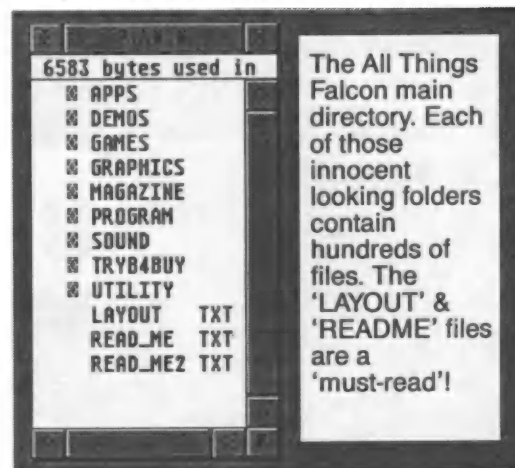 6583 bytes used in
APPS
DEMOS
GAMES
GRAPHICS
MAGAZINE
PROGRAM
SOUND
TRYB4BUY
UTILITY
LAYOUT TXT
READ_ME TXT
READ_ME2 TXT
The All Things
Falcon main
directory. Each
of those
innocent
looking folders
contain
hundreds of
files. The
‘LAYOUT’ &
‘README’ files
are a
‘must-read’!